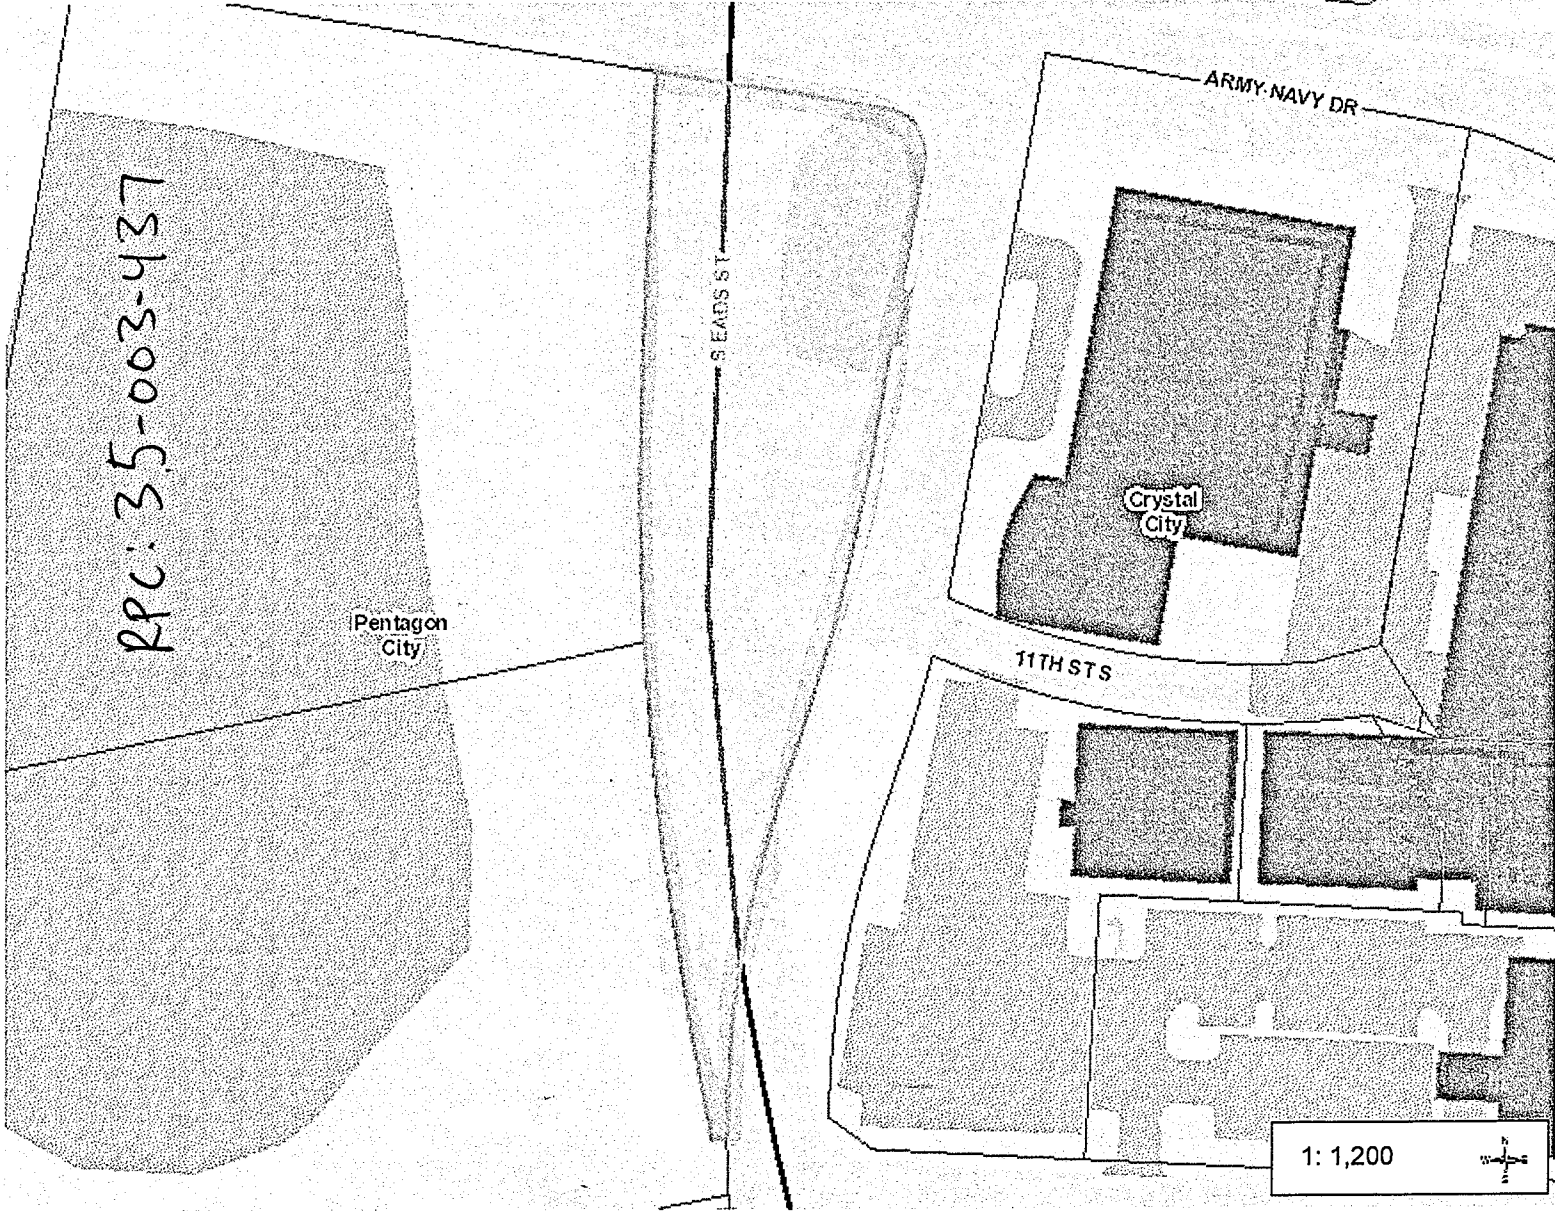 ARMY-NAVY DR
RPC: 35-003-437
S EADS ST
Crystal
City
Pentagon
City
11TH ST S
1: 1,200
N
W E
S